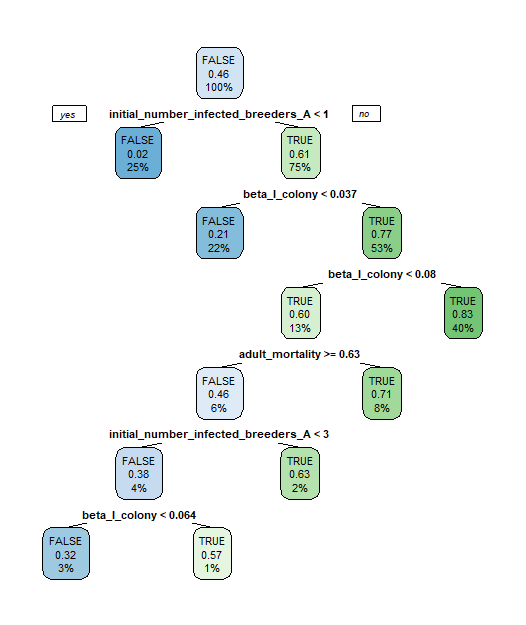 FALSE
0.46
100%
yes
initial_number_infected_breeders_A < 1
no
FALSE
0.02
25%
TRUE
0.61
75%
beta_I_colony < 0.037
FALSE
0.21
22%
TRUE
0.77
53%
beta_I_colony < 0.08
TRUE
0.60
13%
TRUE
0.83
40%
adult_mortality >= 0.63
FALSE
0.46
6%
TRUE
0.71
8%
initial_number_infected_breeders_A < 3
FALSE
0.38
4%
TRUE
0.63
2%
beta_I_colony < 0.064
FALSE
0.32
3%
TRUE
0.57
1%